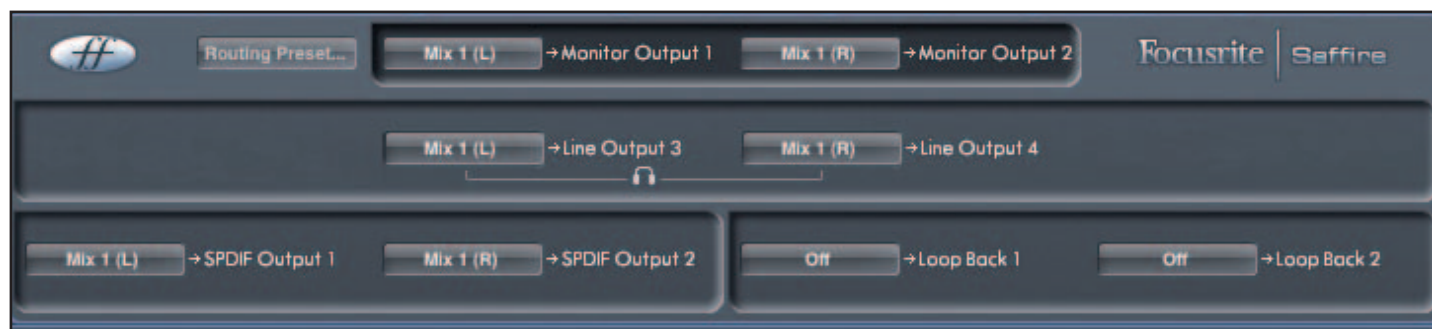 ff Routing Preset... Mix 1 (L) →Monitor Output 1 Mix 1 (R) →Monitor Output 2 Focusrite | Saffire
Mix 1 (L) →Line Output 3 Mix 1 (R) →Line Output 4
Mix 1 (L) →SPDIF Output 1 Mix 1 (R) →SPDIF Output 2 Off →Loop Back 1 Off →Loop Back 2